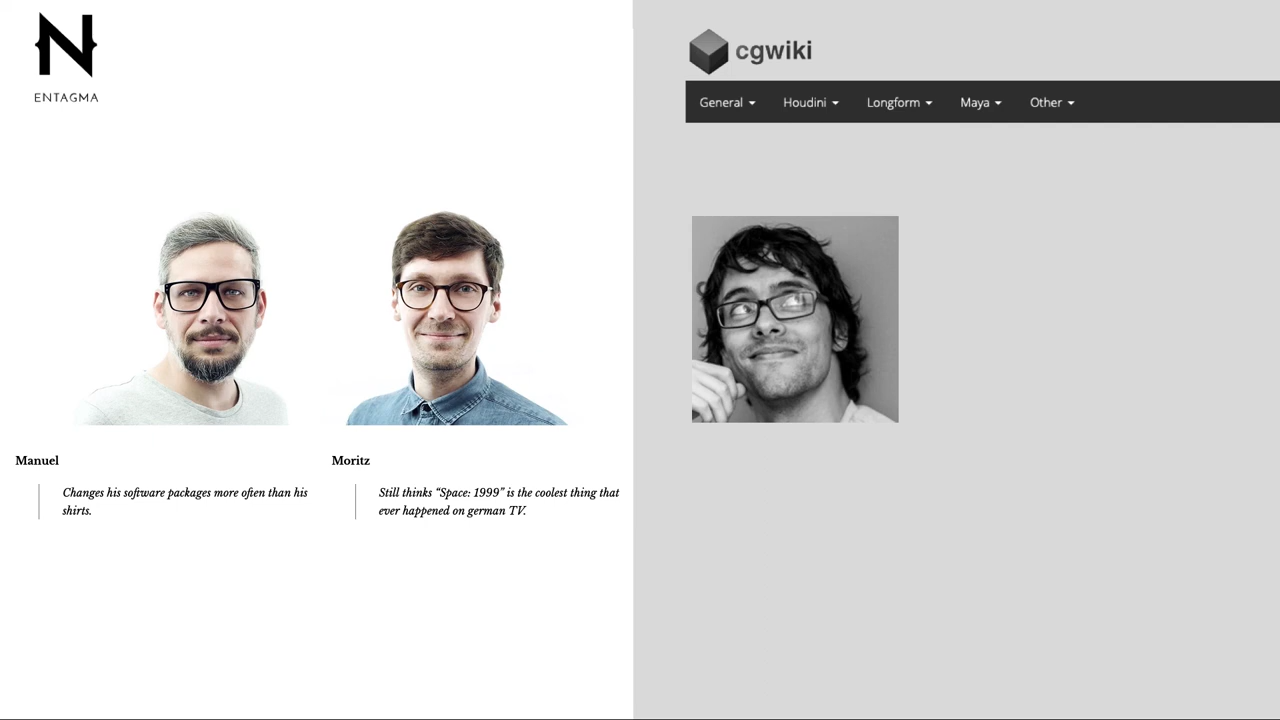 N
ENTAGMA
cgwiki
General Houdini Longform Maya Other
Manuel
Changes his software packages more often than his
shirts.
Moritz
Still thinks “Space: 1999” is the coolest thing that
ever happened on german TV.